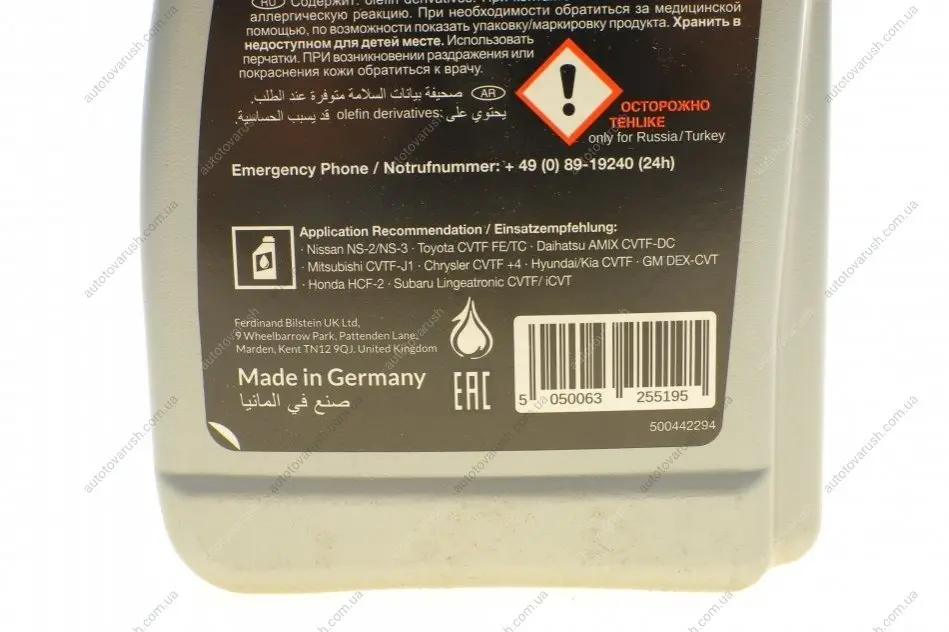 RU Содержит: olefin derivatives.
аллергическую реакцию. При необходимости обратиться за медицинской
помощью, по возможности показать упаковку/маркировку продукта. Хранить в
недоступном для детей месте. Использовать
перчатки. ПРИ возникновении раздражения или
покраснения кожи обратиться к врачу.
AR صحيفة بيانات السلامة متوفرة عند الطلب.
يحتوي على: olefin derivatives قد يسبب الحساسية.
ОСТОРОЖНО
TEHLIKE
only for Russia/Turkey
Emergency Phone / Notrufnummer: + 49 (0) 89-19240 (24h)
Application Recommendation / Einsatzempfehlung:
· Nissan NS-2/NS-3 · Toyota CVTF FE/TC · Daihatsu AMIX CVTF-DC
· Mitsubishi CVTF-J1 · Chrysler CVTF +4 · Hyundai/Kia CVTF · GM DEX-CVT
· Honda HCF-2 · Subaru Lingeatronic CVTF/ iCVT
Ferdinand Bilstein UK Ltd,
9 Wheelbarrow Park, Pattenden Lane,
Marden, Kent TN12 9QJ. United Kingdom
Made in Germany
صنع في المانيا
EAC
5 050063 255195
500442294
autotovarush.com.ua